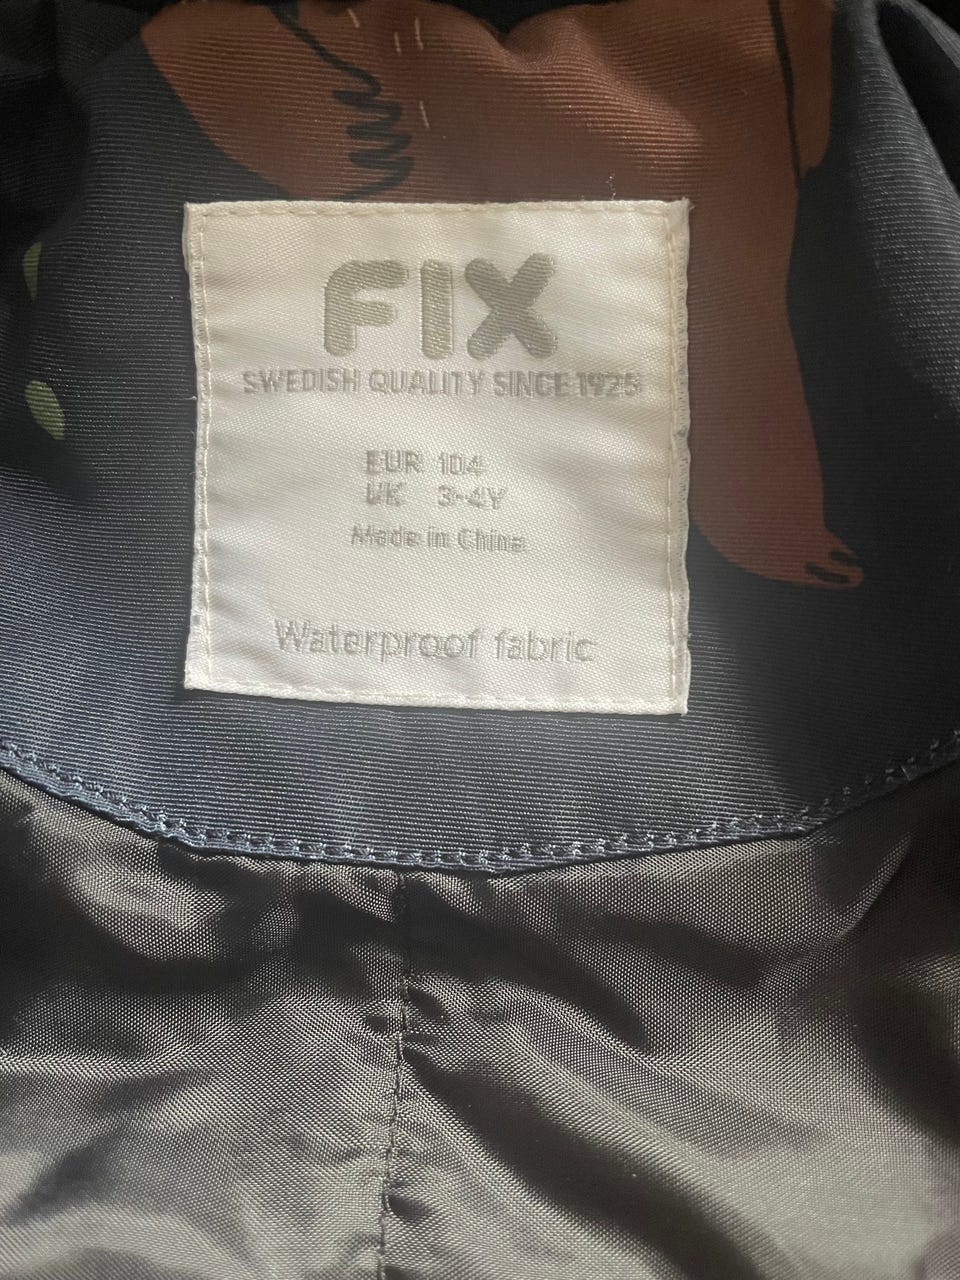 FIX
SWEDISH QUALITY SINCE 1925
EUR 104
UK 3-4Y
Made in China
Waterproof fabric